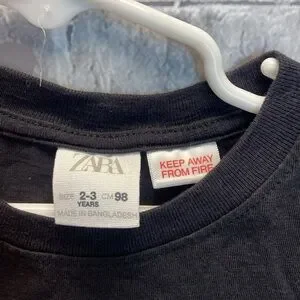 ZARA
SIZE 2-3 CM 98
YEARS
MADE IN BANGLADESH
KEEP AWAY
FROM FIRE